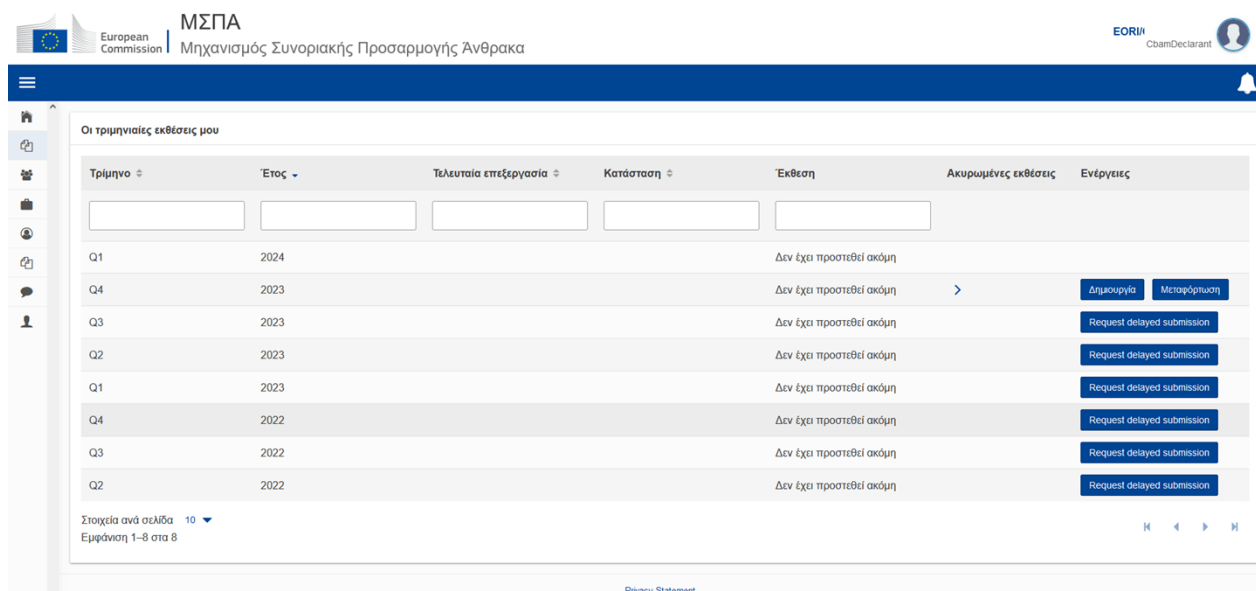 ΜΣΠΑ
European
Commission
Μηχανισμός Συνοριακής Προσαρμογής Άνθρακα
EORI/
CbamDeclarant
Οι τριμηνιαίες εκθέσεις μου
Τρίμηνο Έτος Τελευταία επεξεργασία Κατάσταση Έκθεση Ακυρωμένες εκθέσεις Ενέργειες
Q1 2024 Δεν έχει προστεθεί ακόμη
Q4 2023 Δεν έχει προστεθεί ακόμη Δημιουργία Μεταφόρτωση
Q3 2023 Δεν έχει προστεθεί ακόμη Request delayed submission
Q2 2023 Δεν έχει προστεθεί ακόμη Request delayed submission
Q1 2023 Δεν έχει προστεθεί ακόμη Request delayed submission
Q4 2022 Δεν έχει προστεθεί ακόμη Request delayed submission
Q3 2022 Δεν έχει προστεθεί ακόμη Request delayed submission
Q2 2022 Δεν έχει προστεθεί ακόμη Request delayed submission
Στοιχεία ανά σελίδα 10
Εμφάνιση 1–8 στα 8
Privacy Statement